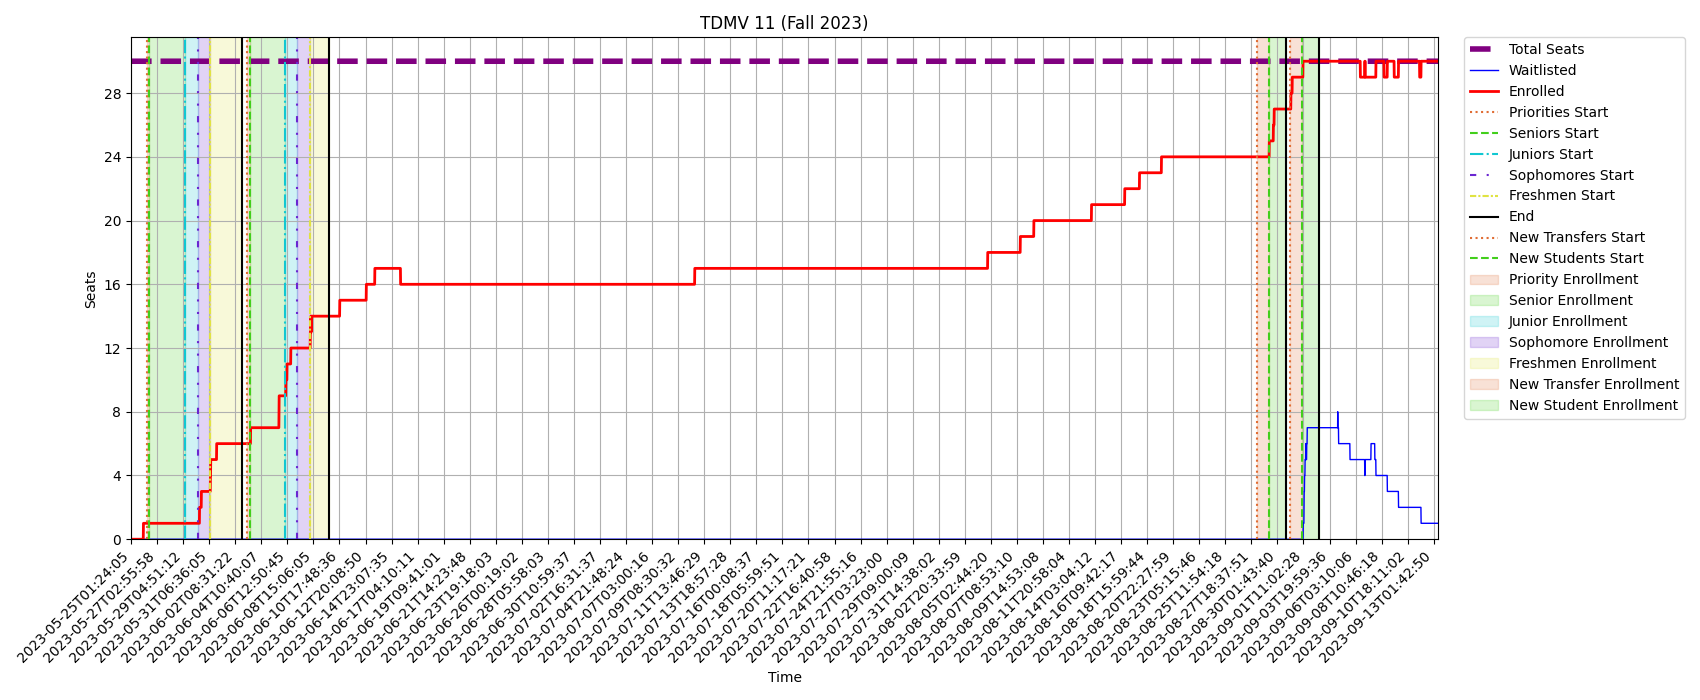 TDMV 11 (Fall 2023)
Seats
28
24
20
16
12
8
4
0
2023-05-25T01:24:05
2023-05-27T02:55:58
2023-05-29T04:51:12
2023-05-31T06:36:05
2023-06-02T08:31:22
2023-06-04T10:40:07
2023-06-06T12:50:45
2023-06-08T15:06:05
2023-06-10T17:48:36
2023-06-12T20:08:50
2023-06-14T23:07:35
2023-06-17T04:10:11
2023-06-19T09:41:01
2023-06-21T14:23:48
2023-06-23T19:18:03
2023-06-26T00:19:02
2023-06-28T05:58:03
2023-06-30T10:59:37
2023-07-02T16:31:37
2023-07-04T21:48:24
2023-07-07T03:00:16
2023-07-09T08:30:32
2023-07-11T13:46:29
2023-07-13T18:57:28
2023-07-16T00:08:37
2023-07-18T05:59:51
2023-07-20T11:17:21
2023-07-22T16:40:58
2023-07-24T21:55:16
2023-07-27T03:23:00
2023-07-29T09:00:09
2023-07-31T14:38:02
2023-08-02T20:33:59
2023-08-05T02:44:20
2023-08-07T08:53:10
2023-08-09T14:53:08
2023-08-11T20:58:04
2023-08-14T03:04:12
2023-08-16T09:42:17
2023-08-18T15:59:44
2023-08-20T22:27:59
2023-08-23T05:15:46
2023-08-25T11:54:18
2023-08-27T18:37:51
2023-08-30T01:43:40
2023-09-01T11:02:28
2023-09-03T19:59:36
2023-09-06T03:10:06
2023-09-08T10:46:18
2023-09-10T18:11:02
2023-09-13T01:42:50
Time
Total Seats
Waitlisted
Enrolled
Priorities Start
Seniors Start
Juniors Start
Sophomores Start
Freshmen Start
End
New Transfers Start
New Students Start
Priority Enrollment
Senior Enrollment
Junior Enrollment
Sophomore Enrollment
Freshmen Enrollment
New Transfer Enrollment
New Student Enrollment